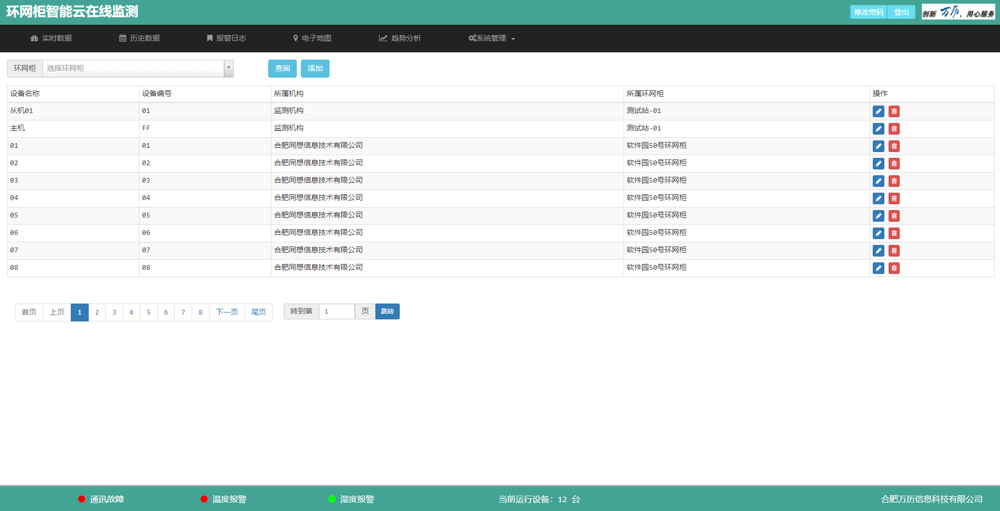 环网柜智能云在线监测
修改密码 登出 创新 万历，用心服务
实时数据 历史数据 报警日志 电子地图 趋势分析 系统管理
环网柜 选择环网柜 查询 添加
设备名称 设备编号 所属机构 所属环网柜 操作
从机01 01 监测机构 测试站-01
主机 FF 监测机构 测试站-01
01 01 合肥同想信息技术有限公司 软件园50号环网柜
02 02 合肥同想信息技术有限公司 软件园50号环网柜
03 03 合肥同想信息技术有限公司 软件园50号环网柜
04 04 合肥同想信息技术有限公司 软件园50号环网柜
05 05 合肥同想信息技术有限公司 软件园50号环网柜
06 06 合肥同想信息技术有限公司 软件园50号环网柜
07 07 合肥同想信息技术有限公司 软件园50号环网柜
08 08 合肥同想信息技术有限公司 软件园50号环网柜
首页 上页 1 2 3 4 5 6 7 8 下一页 尾页 转到第 1 页 跳转
通讯故障 温度报警 湿度报警 当前运行设备：12 台 合肥万历信息科技有限公司